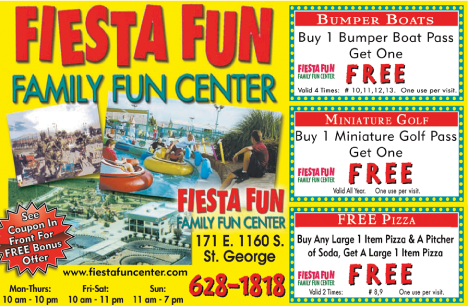 FIESTA FUN
FAMILY FUN CENTER
FIESTA FUN
FAMILY FUN CENTER
171 E. 1160 S.
St. George
See
Coupon In
Front For
FREE Bonus
Offer
www.fiestafuncenter.com
628-1818
Mon-Thurs:
10 am - 10 pm
Fri-Sat:
10 am - 11 pm
Sun:
11 am - 7 pm
BUMPER BOATS
Buy 1 Bumper Boat Pass
Get One
FIESTA FUN
FAMILY FUN CENTER
FREE
Valid 4 Times: # 10,11,12,13. One use per visit.
MINIATURE GOLF
Buy 1 Miniature Golf Pass
Get One
FIESTA FUN
FAMILY FUN CENTER
FREE
Valid All Year. One use per visit.
FREE PIZZA
Buy Any Large 1 Item Pizza & A Pitcher
of Soda, Get A Large 1 Item Pizza
FIESTA FUN
FAMILY FUN CENTER
FREE
Valid 2 Times: # 8,9 One use per visit.